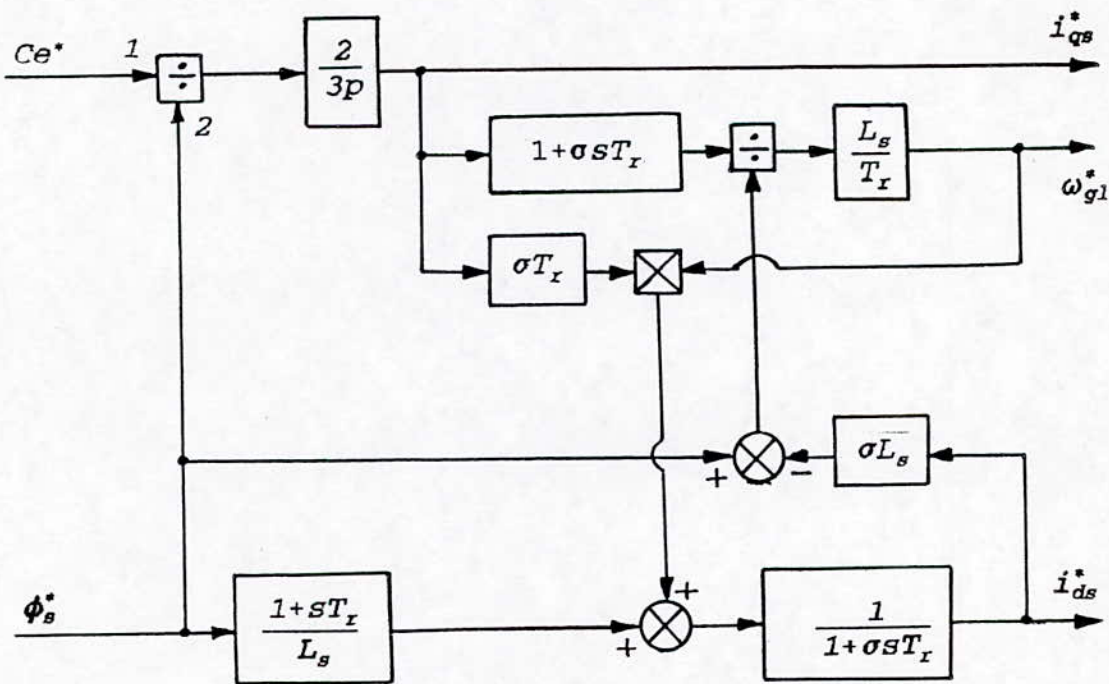 Ce*
1
÷
2
2/3p
i*qs
1+σsTr
÷
Ls/Tr
ω*gl
σTr
+
−
σLs
φ*s
1+sTr/Ls
+
+
1/1+σsTr
i*ds